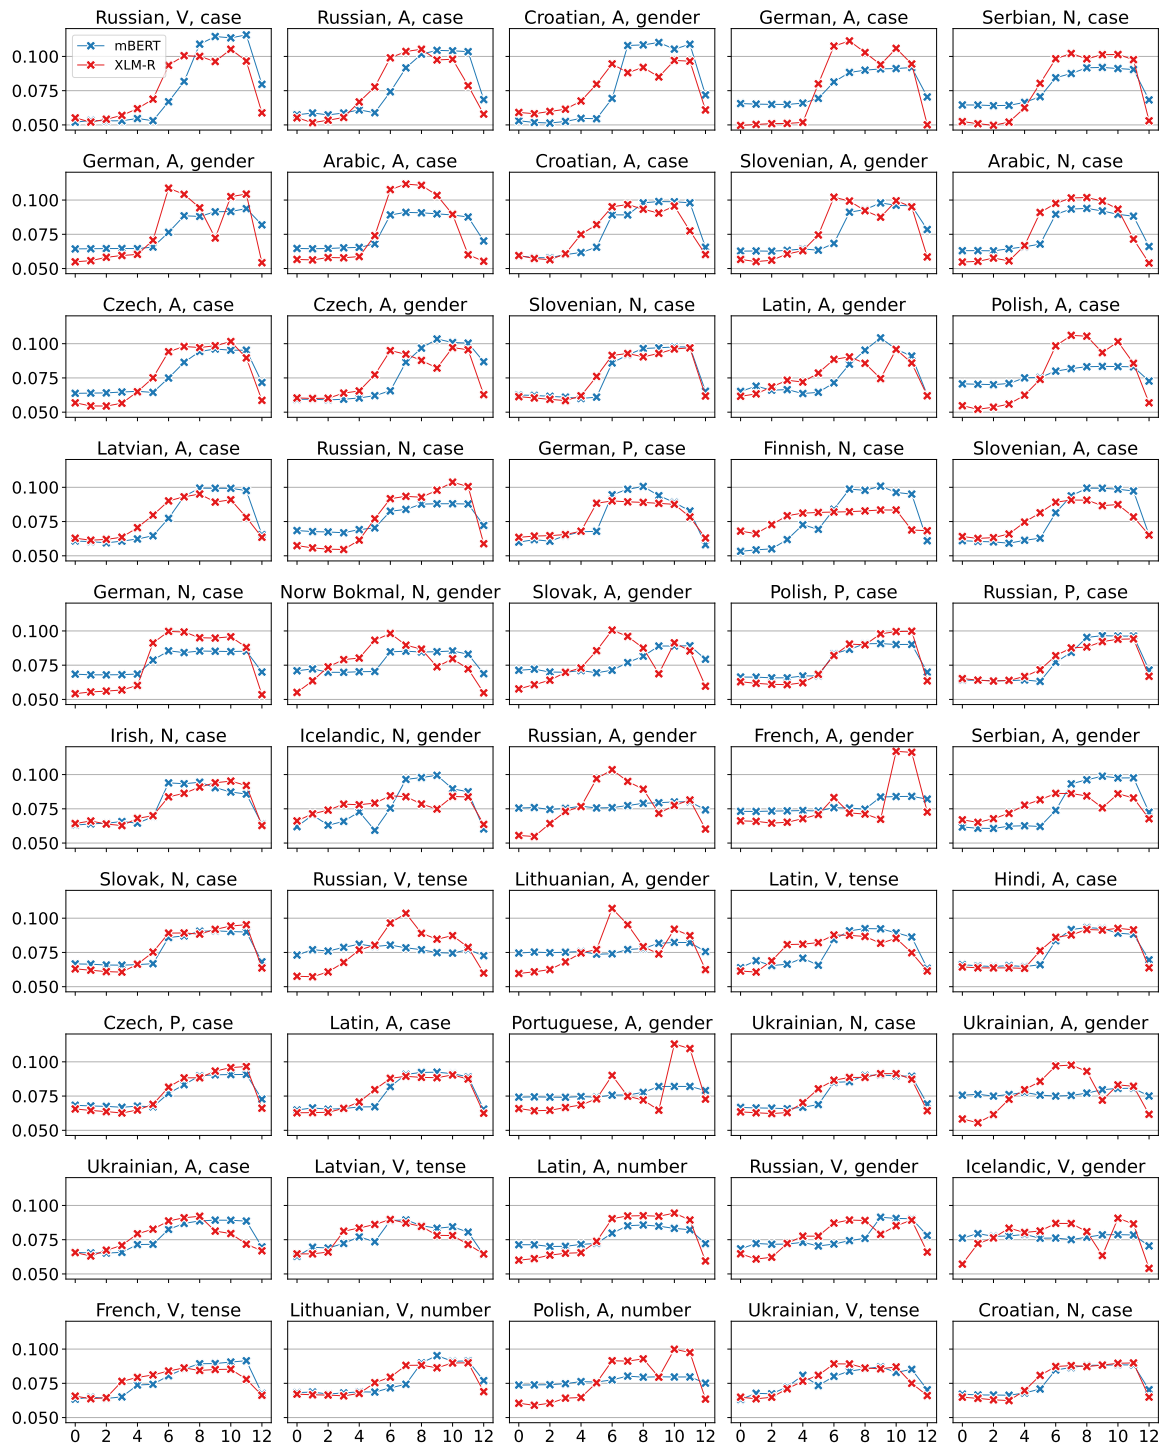 Russian, V, case Russian, A, case Croatian, A, gender German, A, case Serbian, N, case
mBERT
XLM-R
0.100
0.075
0.050
German, A, gender Arabic, A, case Croatian, A, case Slovenian, A, gender Arabic, N, case
0.100
0.075
0.050
Czech, A, case Czech, A, gender Slovenian, N, case Latin, A, gender Polish, A, case
0.100
0.075
0.050
Latvian, A, case Russian, N, case German, P, case Finnish, N, case Slovenian, A, case
0.100
0.075
0.050
German, N, case Norw Bokmal, N, gender Slovak, A, gender Polish, P, case Russian, P, case
0.100
0.075
0.050
Irish, N, case Icelandic, N, gender Russian, A, gender French, A, gender Serbian, A, gender
0.100
0.075
0.050
Slovak, N, case Russian, V, tense Lithuanian, A, gender Latin, V, tense Hindi, A, case
0.100
0.075
0.050
Czech, P, case Latin, A, case Portuguese, A, gender Ukrainian, N, case Ukrainian, A, gender
0.100
0.075
0.050
Ukrainian, A, case Latvian, V, tense Latin, A, number Russian, V, gender Icelandic, V, gender
0.100
0.075
0.050
French, V, tense Lithuanian, V, number Polish, A, number Ukrainian, V, tense Croatian, N, case
0.100
0.075
0.050
0 2 4 6 8 10 12 0 2 4 6 8 10 12 0 2 4 6 8 10 12 0 2 4 6 8 10 12 0 2 4 6 8 10 12